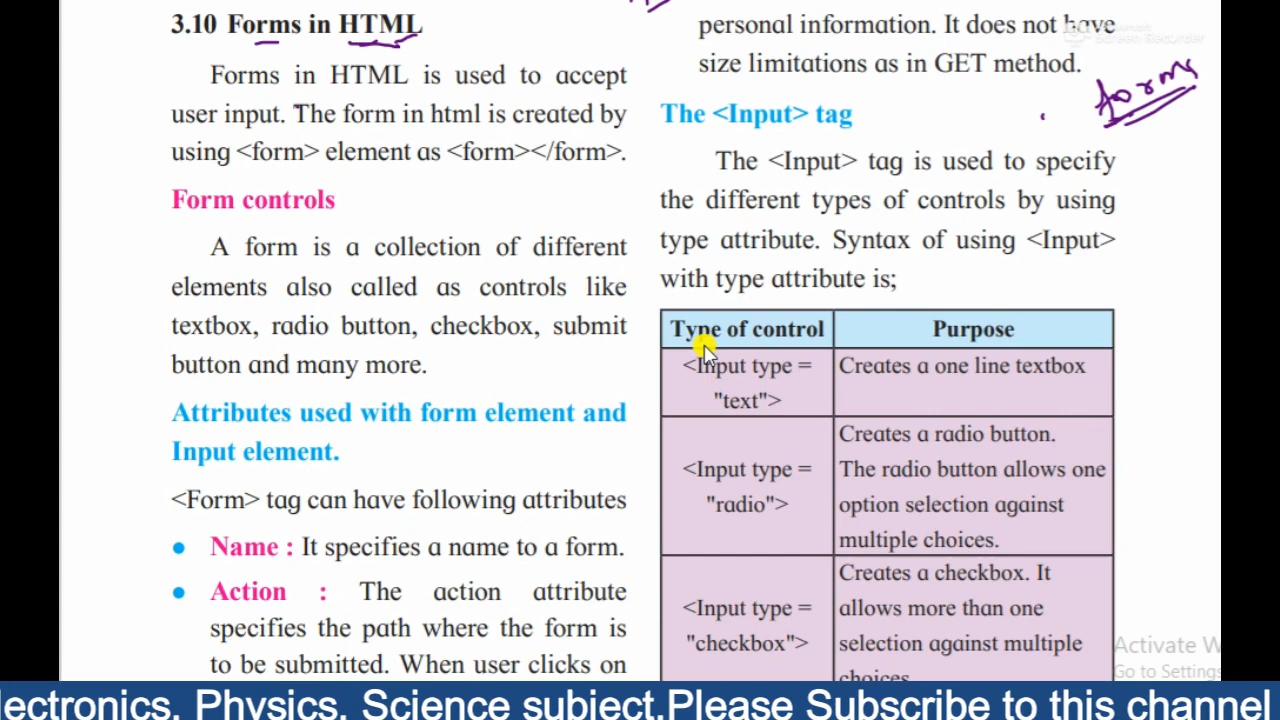 3.10 Forms in HTML
Forms in HTML is used to accept
user input. The form in html is created by
using <form> element as <form></form>.
Form controls
A form is a collection of different
elements also called as controls like
textbox, radio button, checkbox, submit
button and many more.
Attributes used with form element and
Input element.
<Form> tag can have following attributes
● Name : It specifies a name to a form.
● Action : The action attribute
specifies the path where the form is
to be submitted. When user clicks on
personal information. It does not have
size limitations as in GET method.
forms
The <Input> tag
The <Input> tag is used to specify
the different types of controls by using
type attribute. Syntax of using <Input>
with type attribute is;
Type of control Purpose
<Input type = Creates a one line textbox
"text">
Creates a radio button.
<Input type = The radio button allows one
"radio"> option selection against
multiple choices.
Creates a checkbox. It
<Input type = allows more than one
"checkbox"> selection against multiple
choices
Screen Recorder
Activate W
Go to Settings
lectronics, Physics, Science subject.Please Subscribe to this channel